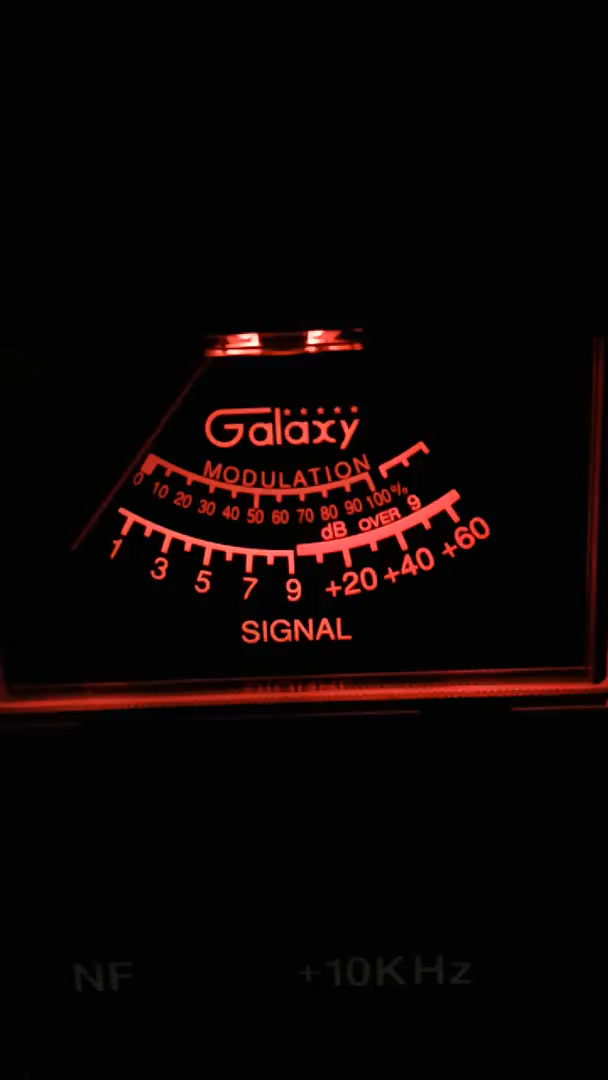 Galaxy
MODULATION
0 10 20 30 40 50 60 70 80 90 100%
dB OVER 9
1 3 5 7 9 +20 +40 +60
SIGNAL
NF +10KHz